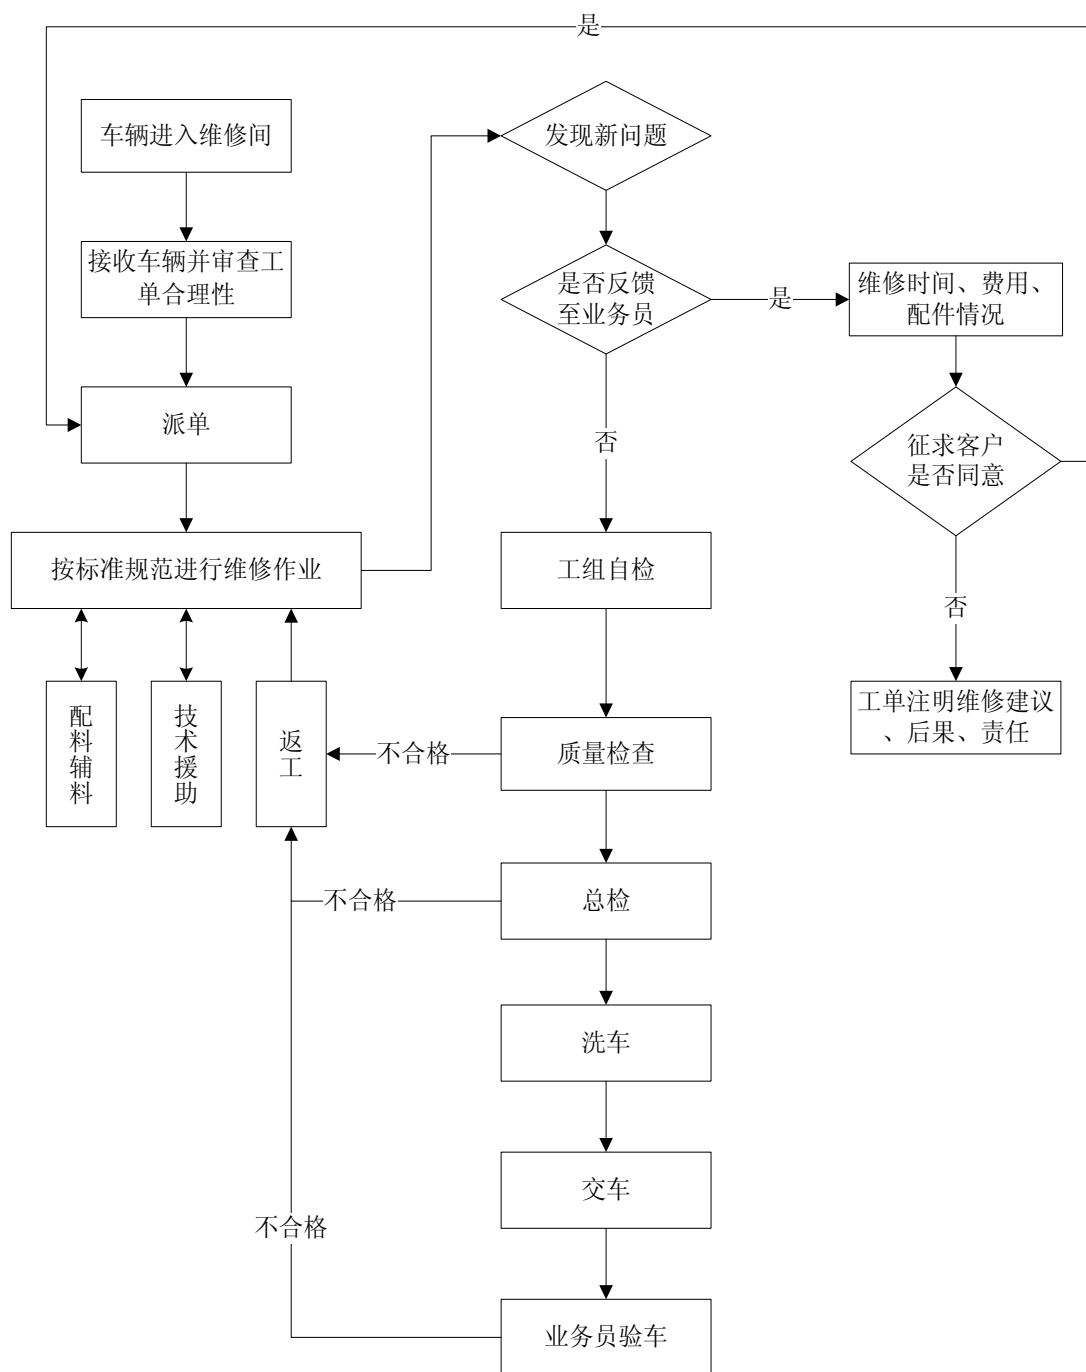 是
车辆进入维修间
发现新问题
接收车辆并审查工
单合理性
是否反馈
至业务员
是
维修时间、费用、
配件情况
派单
否
征求客户
是否同意
按标准规范进行维修作业
工组自检
否
配料辅料
技术援助
返工
不合格
质量检查
工单注明维修建议
、后果、责任
不合格
总检
洗车
交车
不合格
业务员验车